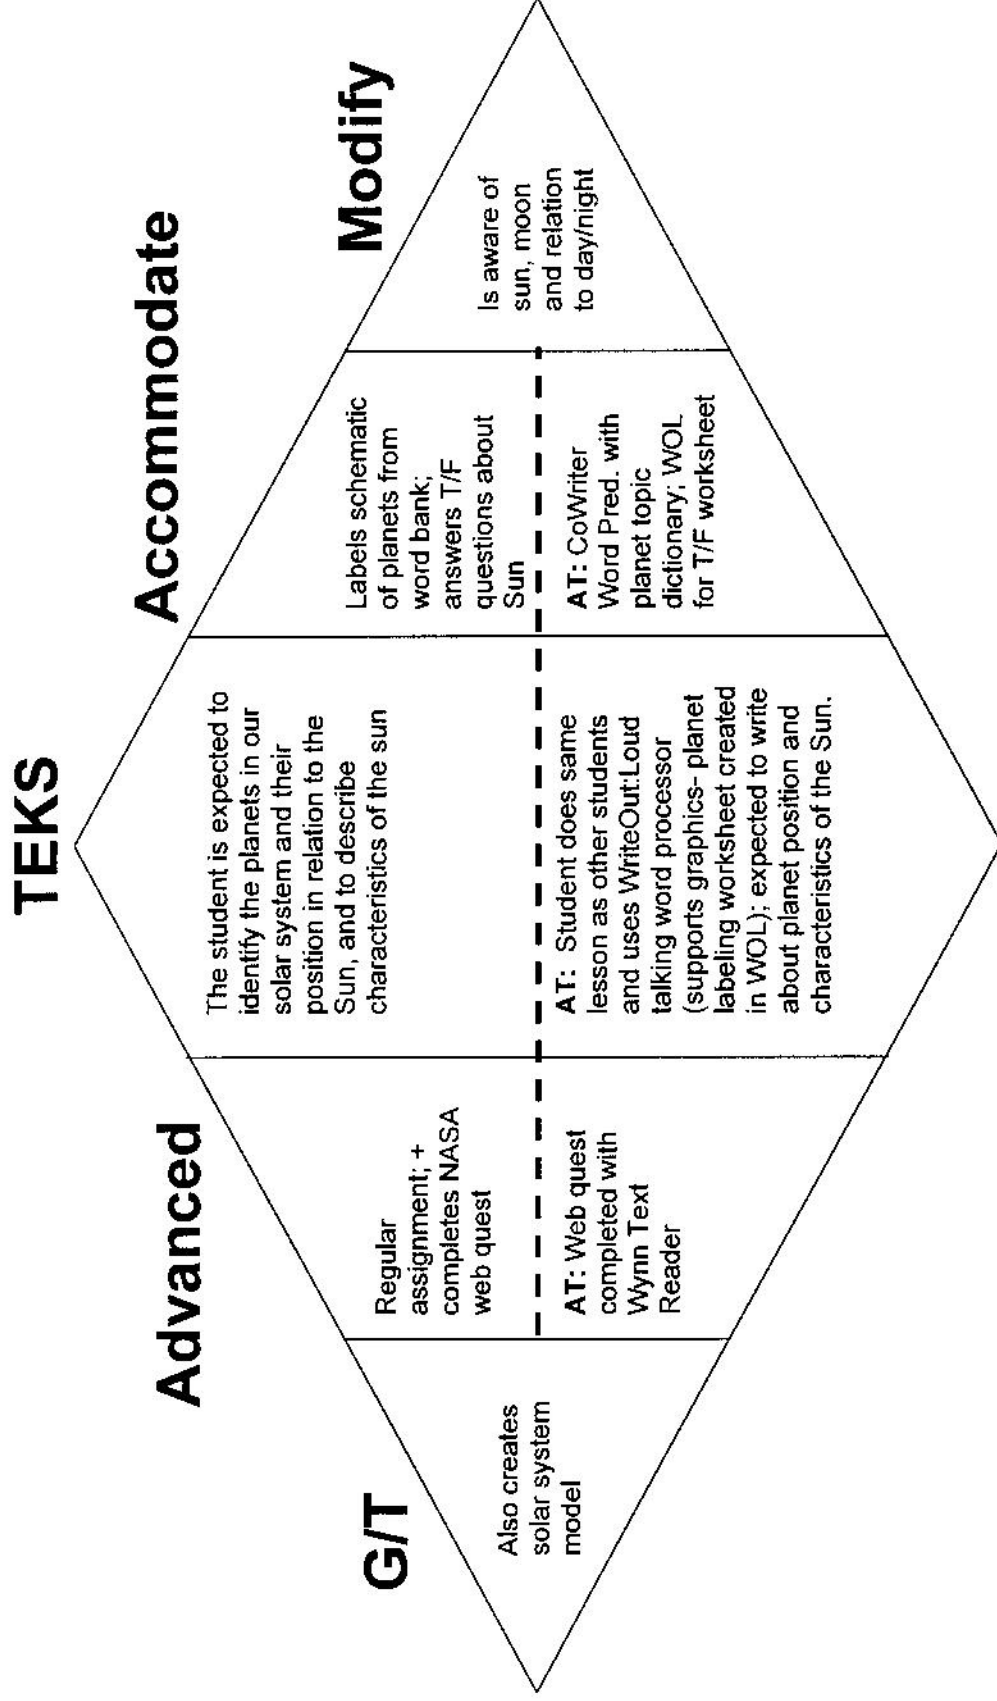 TEKS
G/T
Advanced
Accommodate
Modify
Also creates
solar system
model
Regular
assignment; +
completes NASA
web quest
AT: Web quest
completed with
Wynn Text
Reader
The student is expected to
identify the planets in our
solar system and their
position in relation to the
Sun, and to describe
characteristics of the sun
AT: Student does same
lesson as other students
and uses WriteOut:Loud
talking word processor
(supports graphics- planet
labeling worksheet created
in WOL); expected to write
about planet position and
characteristics of the Sun.
Labels schematic
of planets from
word bank;
answers T/F
questions about
Sun
AT: CoWriter
Word Pred. with
planet topic
dictionary; WOL
for T/F worksheet
Is aware of
sun, moon
and relation
to day/night